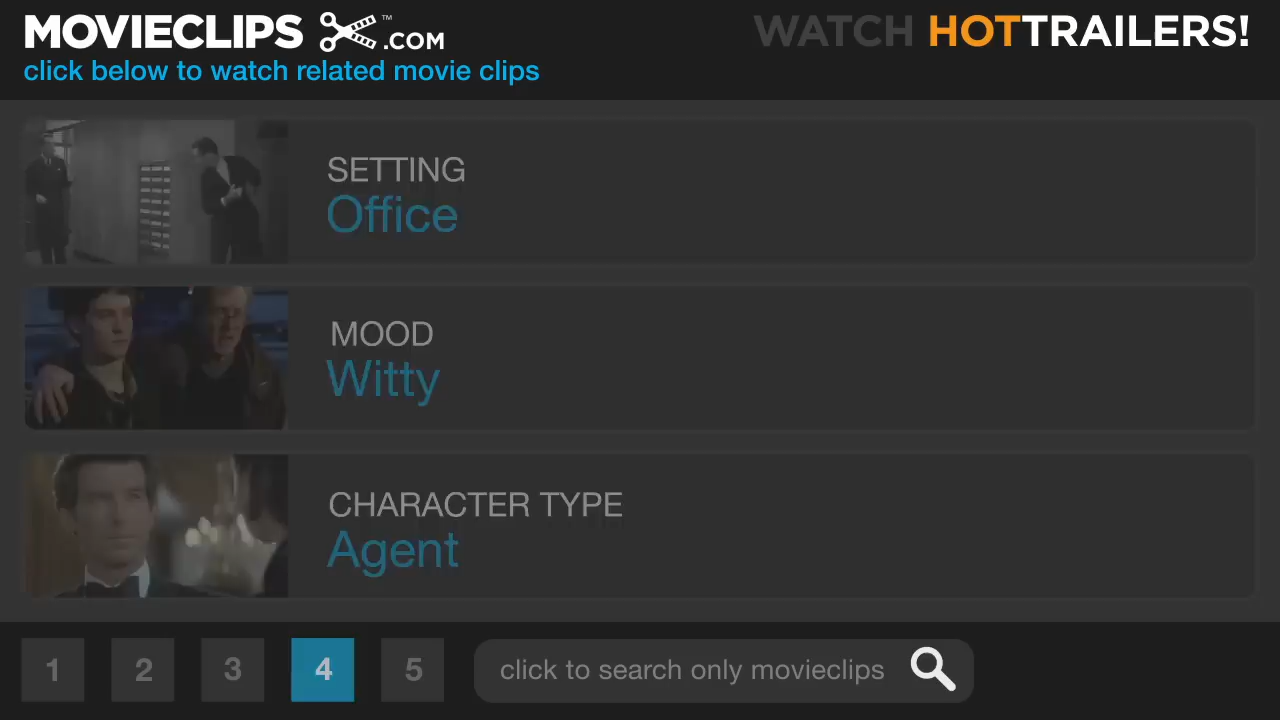 MOVIECLIPS ™ .COM
WATCH HOTTRAILERS!
click below to watch related movie clips
SETTING
Office
MOOD
Witty
CHARACTER TYPE
Agent
1 2 3 4 5 click to search only movieclips